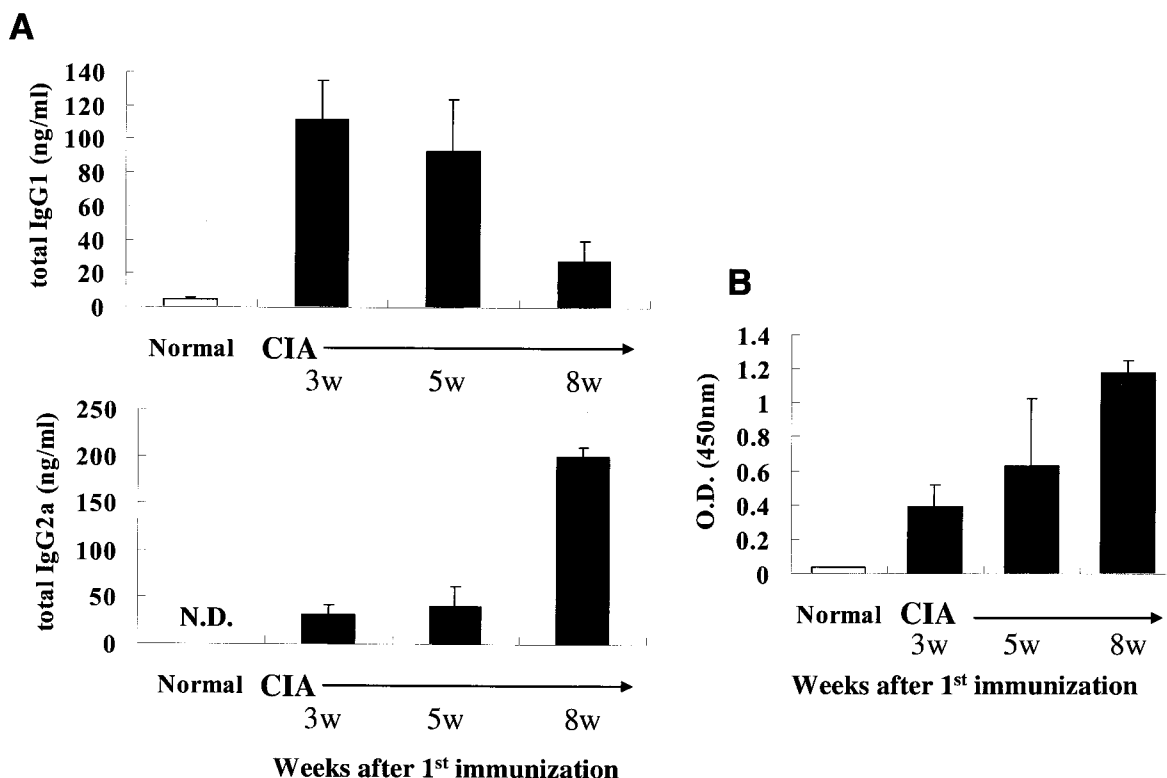 A
total IgG1 (ng/ml)
140
120
100
80
60
40
20
0
Normal CIA
3w 5w 8w
total IgG2a (ng/ml)
250
200
150
100
50
0
N.D.
Normal CIA
3w 5w 8w
Weeks after 1st immunization
B
O.D. (450nm)
1.4
1.2
1
0.8
0.6
0.4
0.2
0
Normal CIA
3w 5w 8w
Weeks after 1st immunization